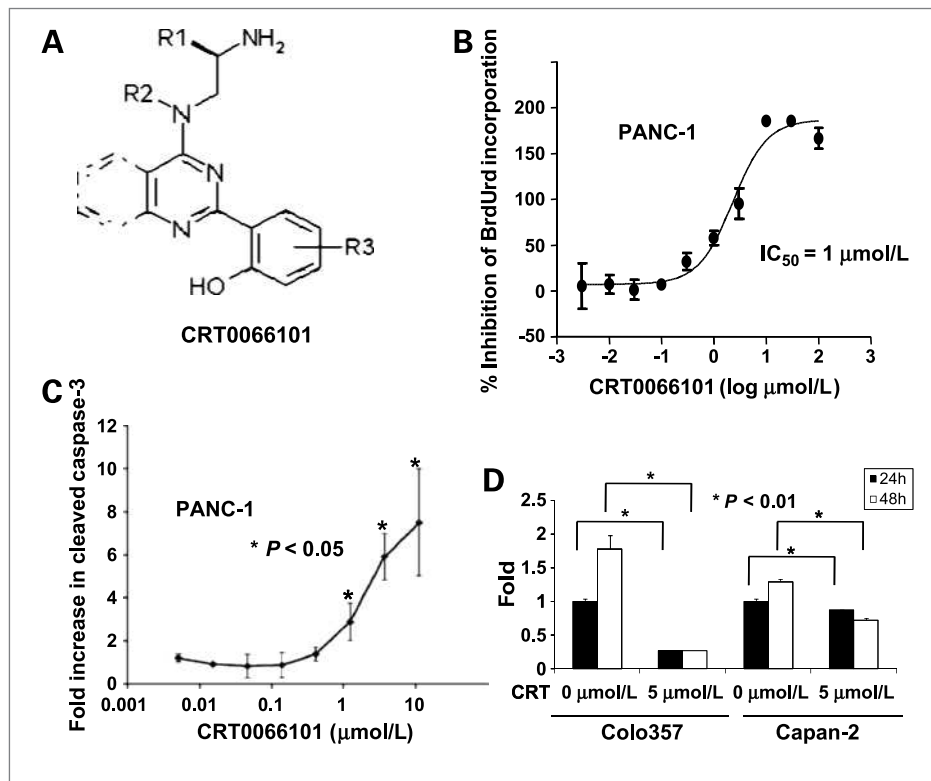 A
R1
NH2
R2
N
N
N
R3
HO
CRT0066101
B
% Inhibition of BrdUrd incorporation
200
150
100
50
0
-50
PANC-1
IC50 = 1 μmol/L
-3 -2 -1 0 1 2 3
CRT0066101 (log μmol/L)
C
Fold increase in cleaved caspase-3
12
10
8
6
4
2
0
PANC-1
* P < 0.05
* * *
0.001 0.01 0.1 1 10
CRT0066101 (μmol/L)
D
24h
48h
* P < 0.01
* *
* *
Fold
2.5
2
1.5
1
0.5
0
CRT 0 μmol/L 5 μmol/L 0 μmol/L 5 μmol/L
Colo357 Capan-2